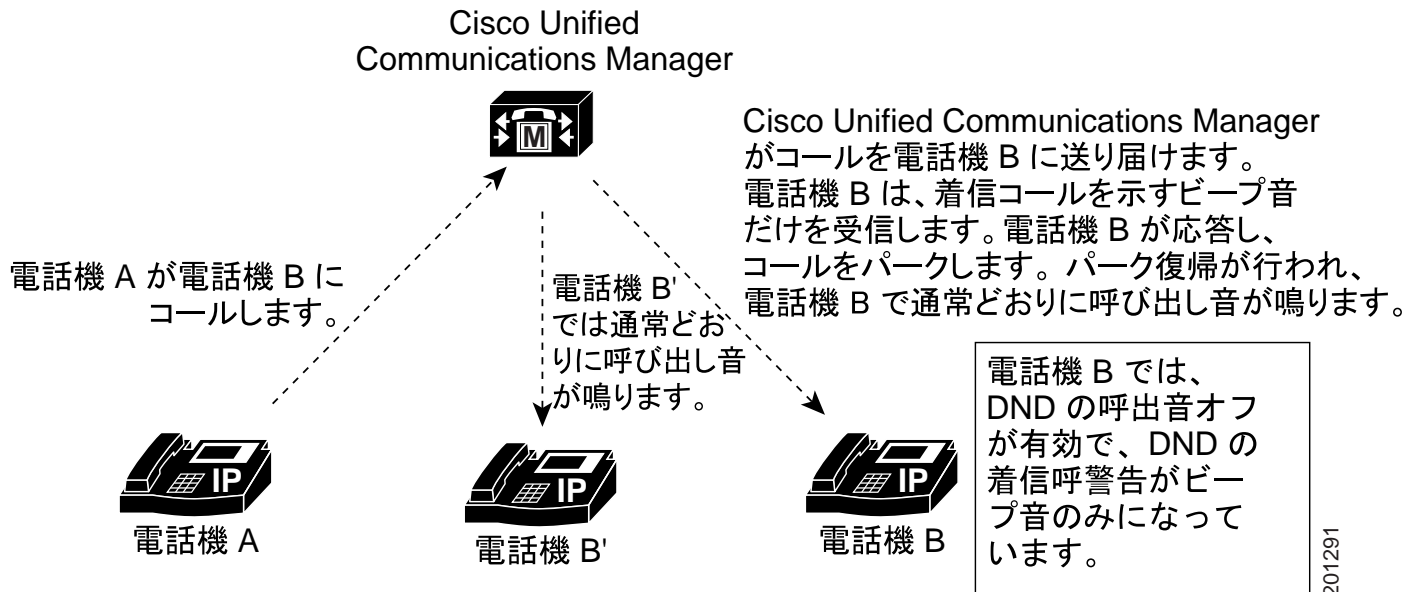 Cisco Unified
Communications Manager
M
Cisco Unified Communications Manager
がコールを電話機 B に送り届けます。
電話機 B は、着信コールを示すビープ音
だけを受信します。電話機 B が応答し、
コールをパークします。パーク復帰が行われ、
電話機 B で通常どおりに呼び出し音が鳴ります。
電話機 A が電話機 B に
コールします。
電話機 B'
では通常どお
りに呼び出し音
が鳴ります。
電話機 B では、
DND の呼出音オフ
が有効で、DND の
着信呼警告がビー
プ音のみになって
います。
IP
電話機 A
IP
電話機 B'
IP
電話機 B
201291